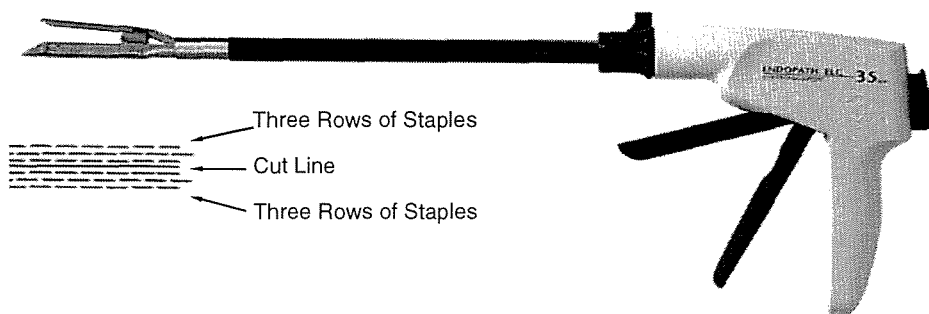 ENDOPATH ELC 35
Three Rows of Staples
Cut Line
Three Rows of Staples